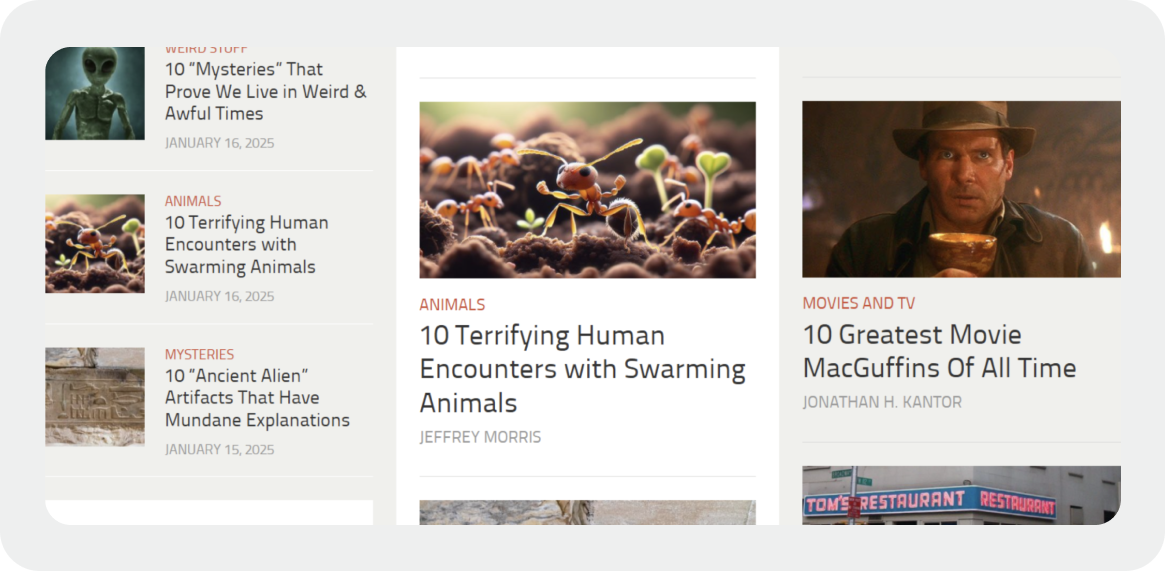 WEIRD STUFF
10 “Mysteries” That
Prove We Live in Weird &
Awful Times
JANUARY 16, 2025
ANIMALS
10 Terrifying Human
Encounters with
Swarming Animals
JANUARY 16, 2025
MYSTERIES
10 “Ancient Alien”
Artifacts That Have
Mundane Explanations
JANUARY 15, 2025
ANIMALS
10 Terrifying Human
Encounters with Swarming
Animals
JEFFREY MORRIS
MOVIES AND TV
10 Greatest Movie
MacGuffins Of All Time
JONATHAN H. KANTOR
TOM'S RESTAURANT
RESTAURANT